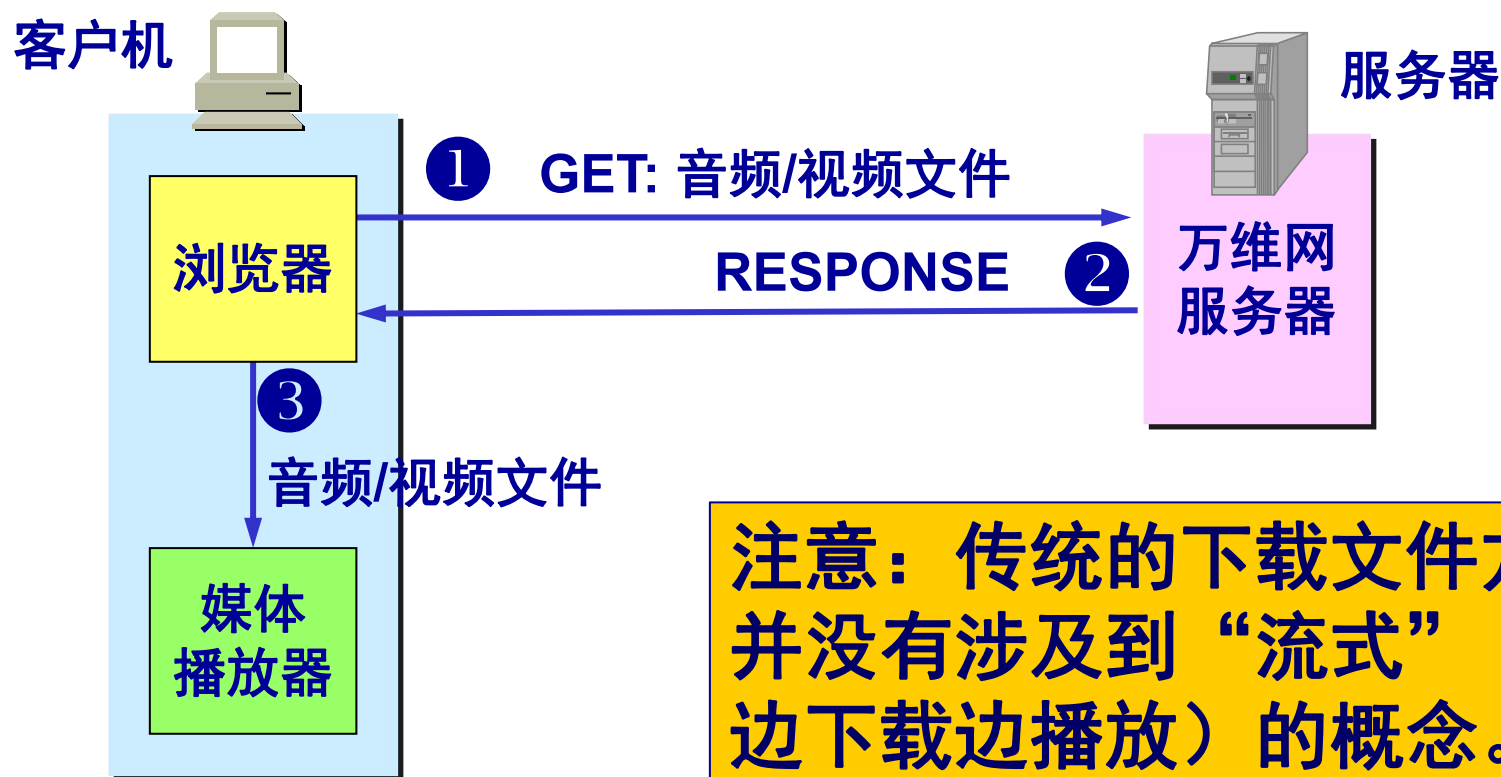 客户机
服务器
❶ GET: 音频/视频文件
RESPONSE ❷
浏览器
万维网
服务器
❸
音频/视频文件
媒体
播放器
注意：传统的下载文件
并没有涉及到“流式”
边下载边播放）的概念。